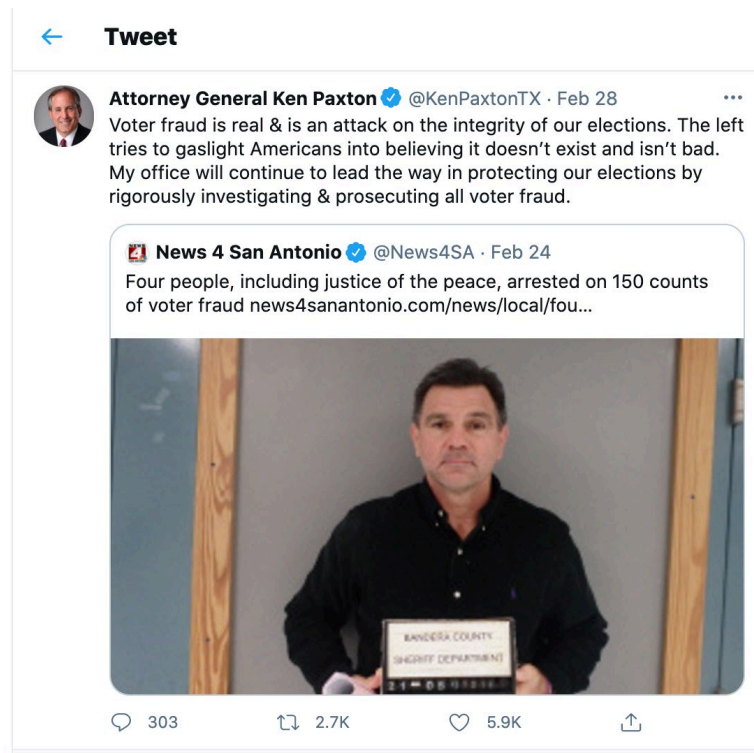 Tweet
Attorney General Ken Paxton @KenPaxtonTX · Feb 28
Voter fraud is real & is an attack on the integrity of our elections. The left
tries to gaslight Americans into believing it doesn’t exist and isn’t bad.
My office will continue to lead the way in protecting our elections by
rigorously investigating & prosecuting all voter fraud.
NEWS 4 News 4 San Antonio @News4SA · Feb 24
Four people, including justice of the peace, arrested on 150 counts
of voter fraud news4sanantonio.com/news/local/fou...
BANDERA COUNTY
SHERIFF DEPARTMENT
303 2.7K 5.9K